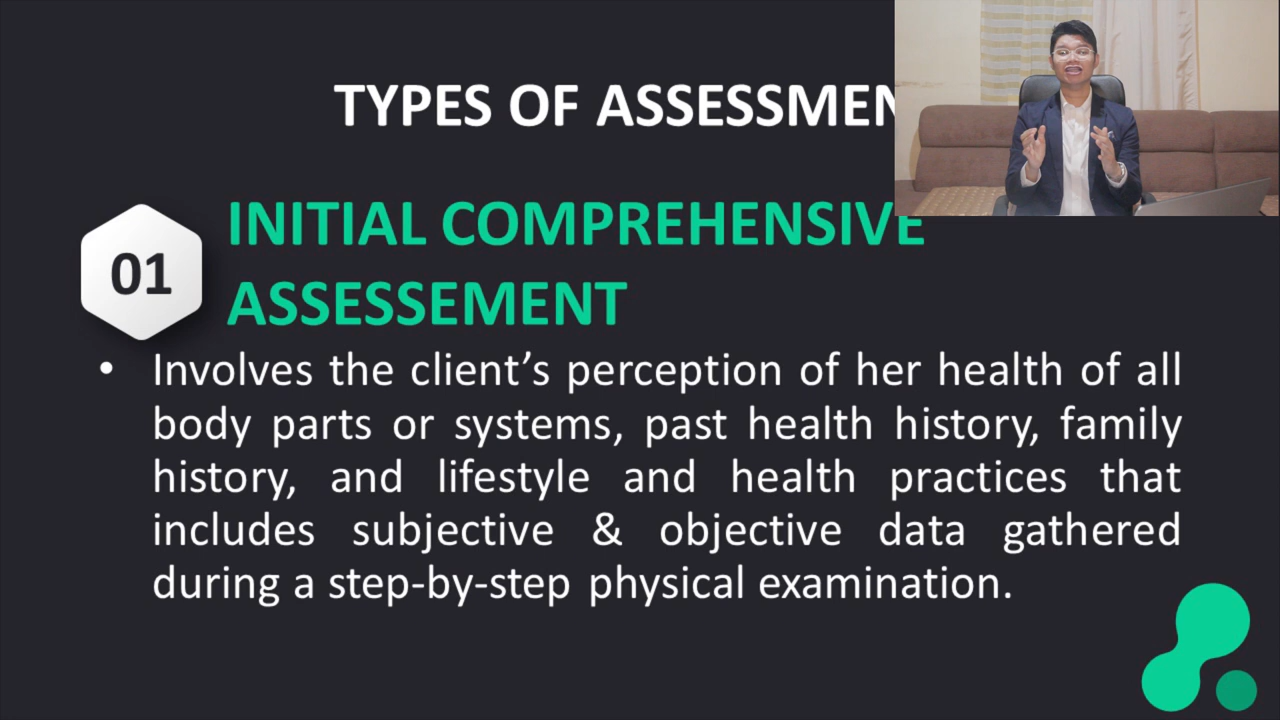 TYPES OF ASSESSMEN
01
INITIAL COMPREHENSIVE
ASSESSEMENT
• Involves the client’s perception of her health of all
body parts or systems, past health history, family
history, and lifestyle and health practices that
includes subjective & objective data gathered
during a step-by-step physical examination.